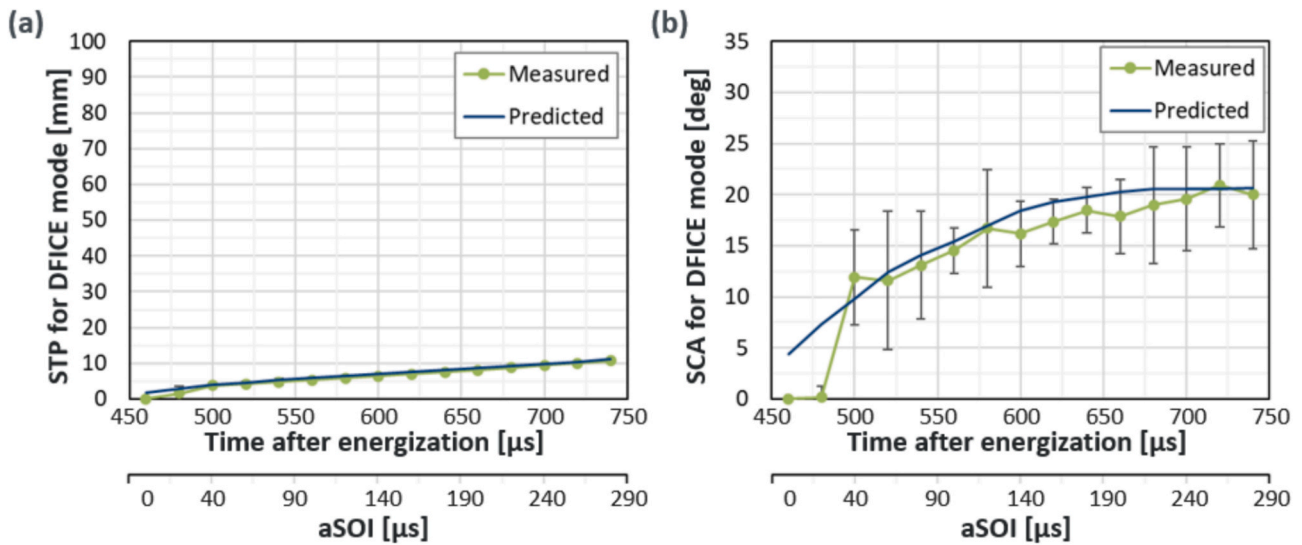 (a)
STP for DFICE mode [mm]
100
90
80
70
60
50
40
30
20
10
0
Measured
Predicted
450 500 550 600 650 700 750
Time after energization [µs]
0 40 90 140 190 240 290
aSOI [µs]
(b)
SCA for DFICE mode [deg]
35
30
25
20
15
10
5
0
Measured
Predicted
450 500 550 600 650 700 750
Time after energization [µs]
0 40 90 140 190 240 290
aSOI [µs]